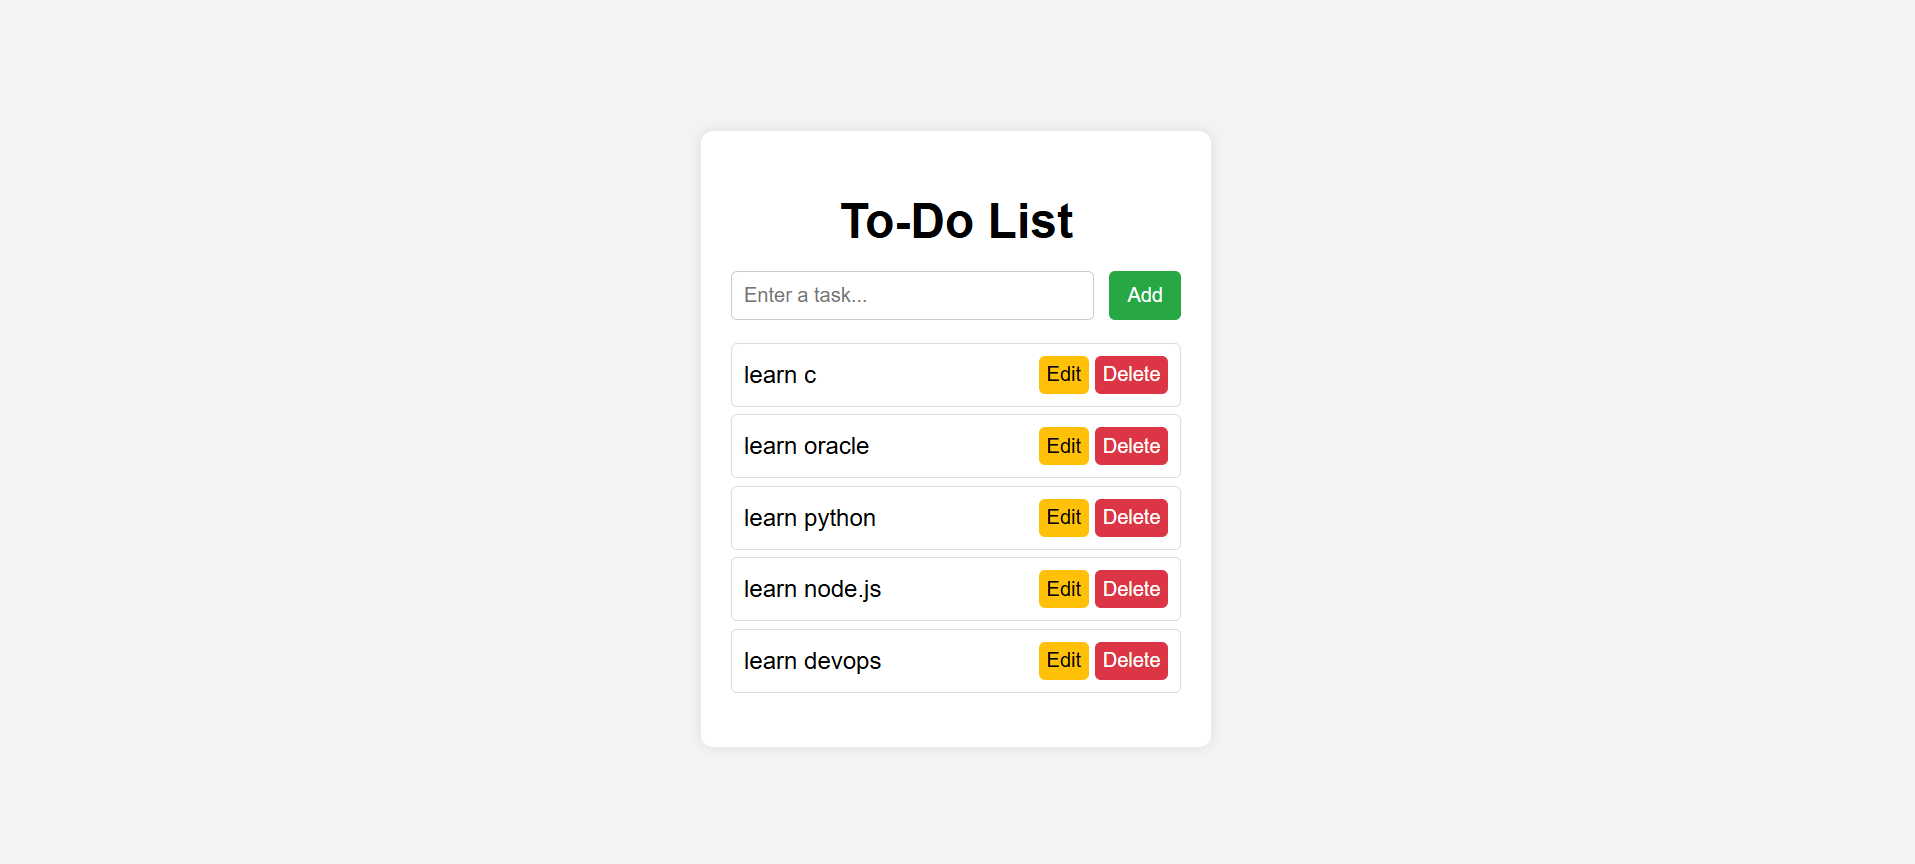 To-Do List
Enter a task... Add
learn c Edit Delete
learn oracle Edit Delete
learn python Edit Delete
learn node.js Edit Delete
learn devops Edit Delete